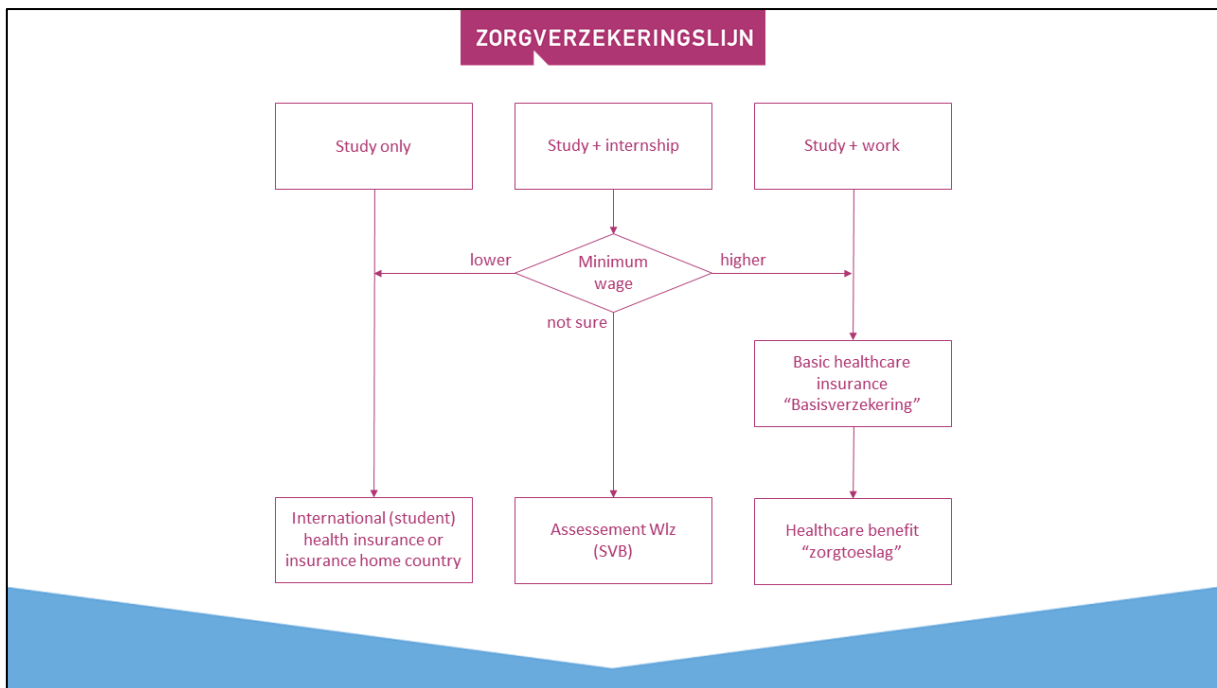 ZORGVERZEKERINGSLIJN
Study only
Study + internship
Study + work
lower
Minimum
wage
higher
not sure
Basic healthcare
insurance
“Basisverzekering”
International (student)
health insurance or
insurance home country
Assessement Wlz
(SVB)
Healthcare benefit
“zorgtoeslag”